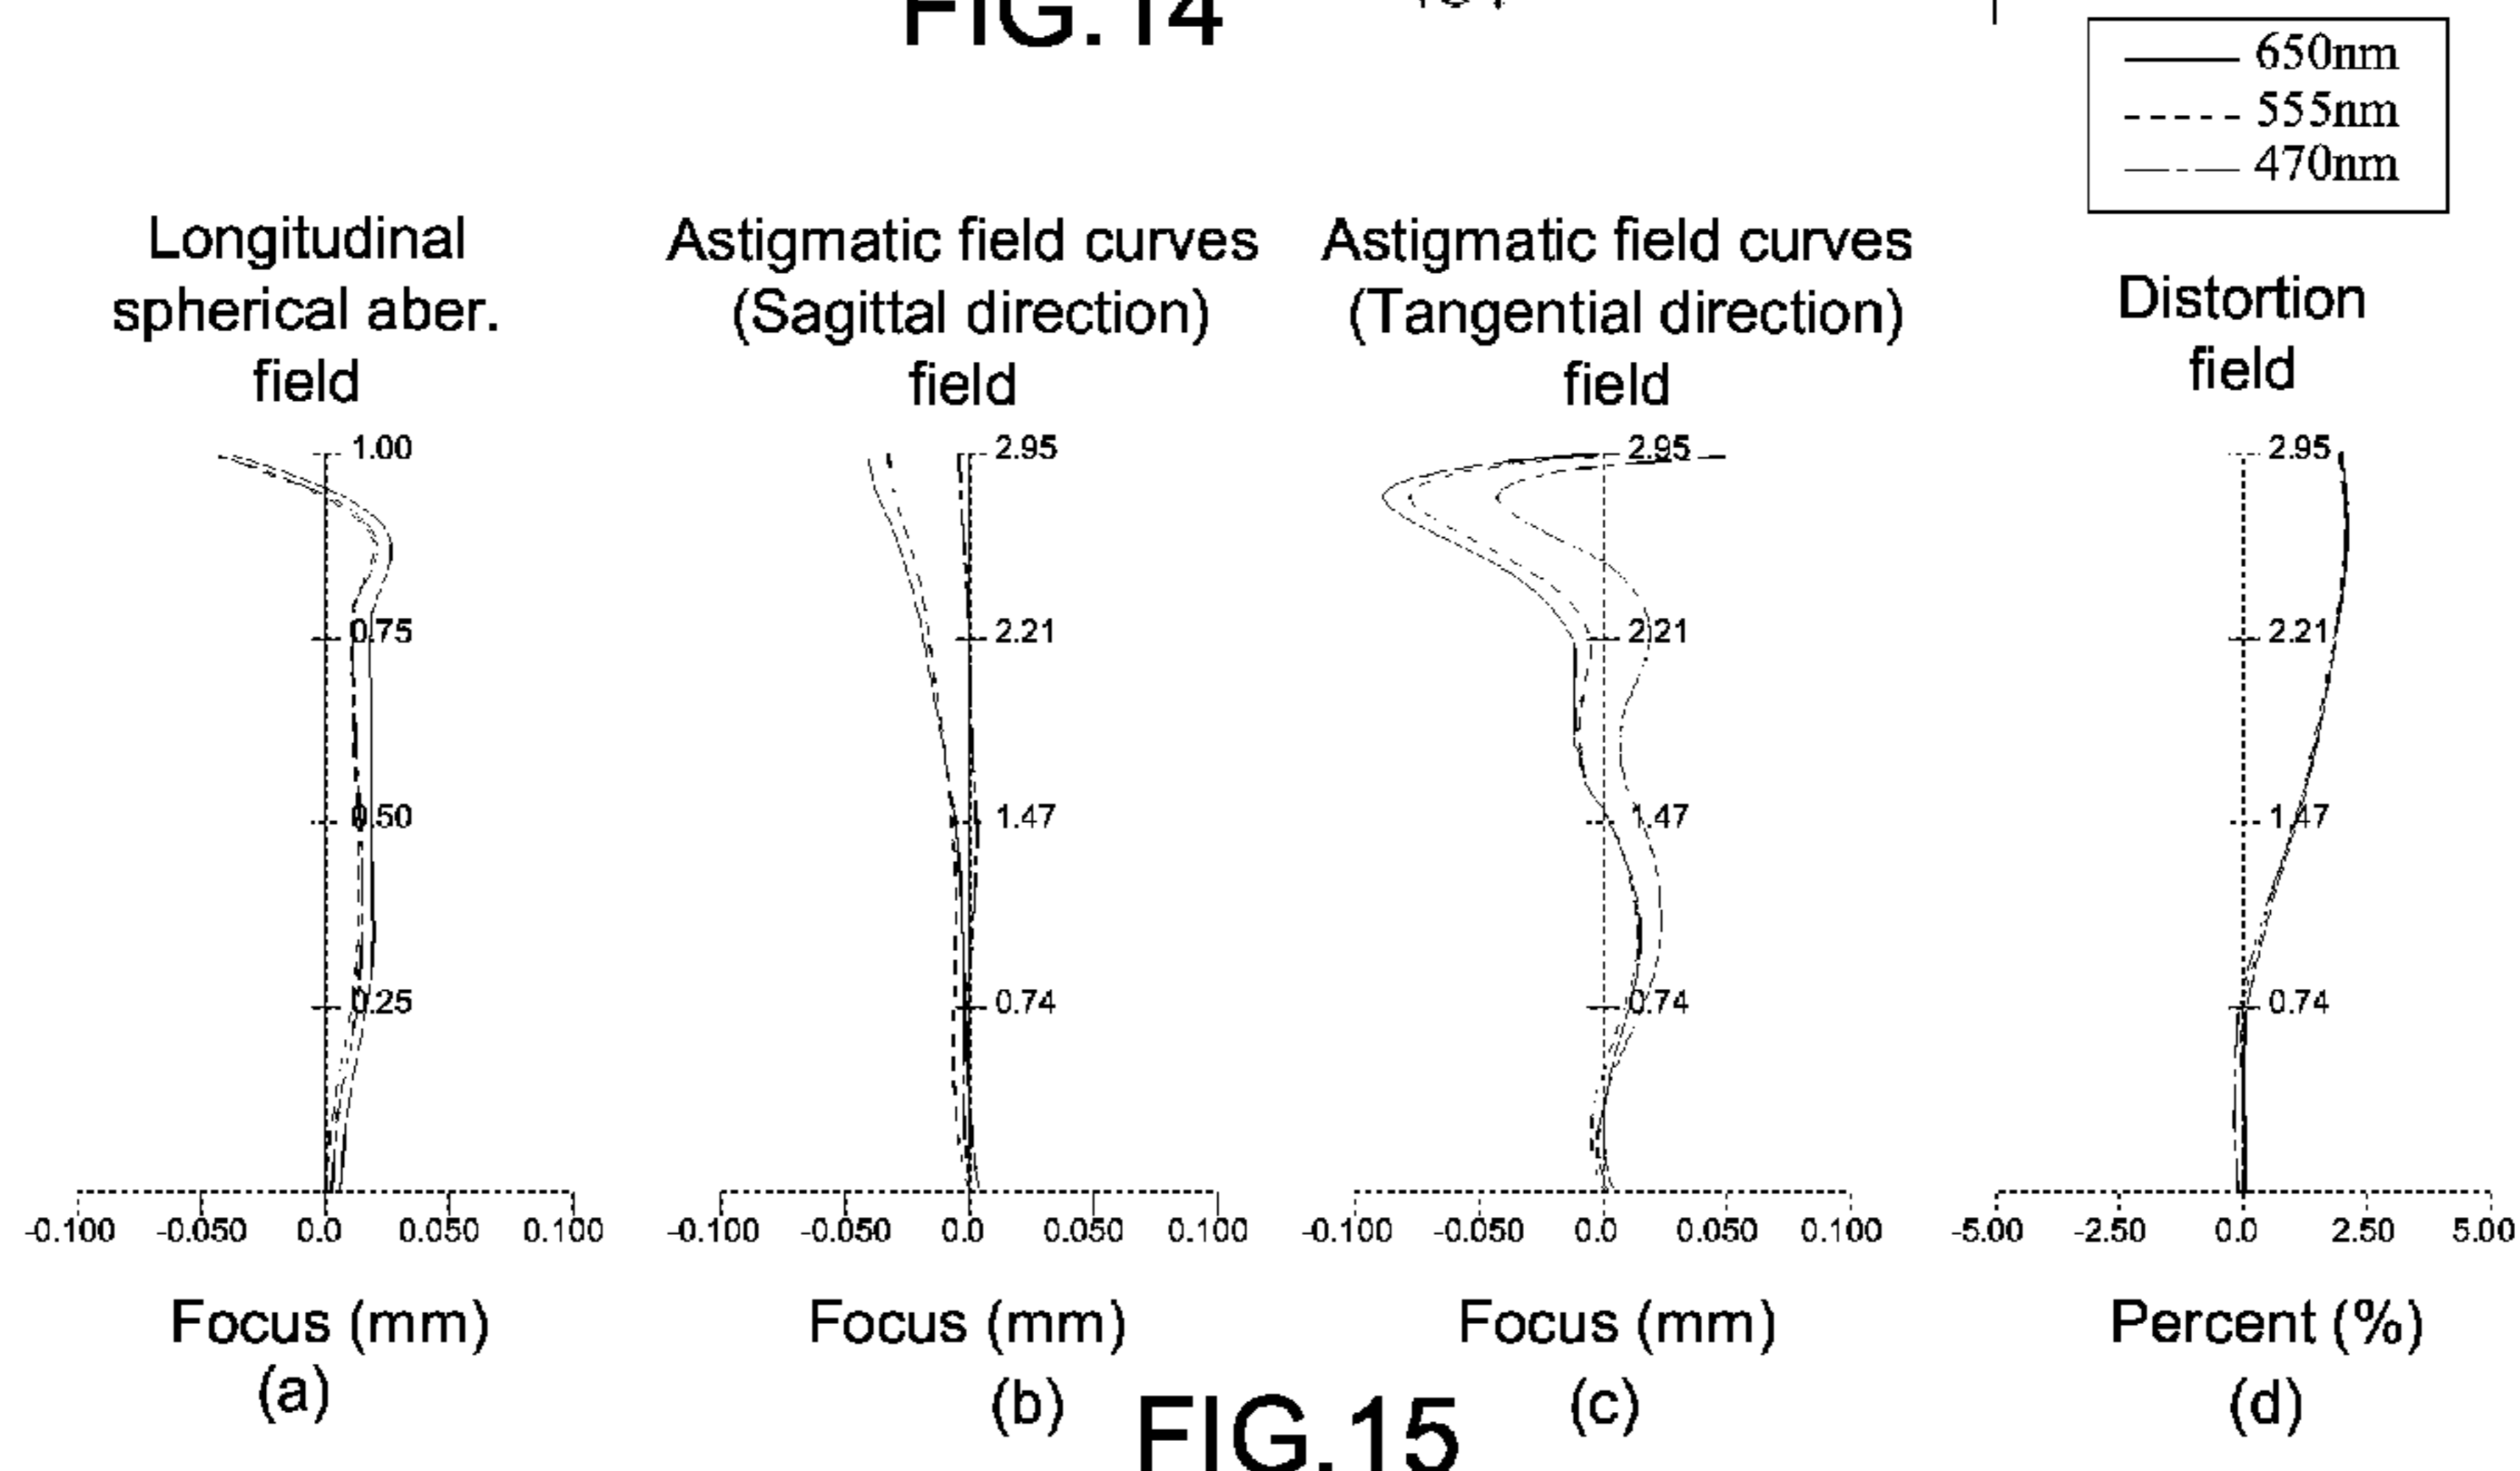 FIG.14
650nm
555nm
470nm
Longitudinal
spherical aber.
field
Astigmatic field curves
(Sagittal direction)
field
Astigmatic field curves
(Tangential direction)
field
Distortion
field
1.00
0.75
0.50
0.25
-0.100 -0.050 0.0 0.050 0.100
Focus (mm)
(a)
2.95
2.21
1.47
0.74
-0.100 -0.050 0.0 0.050 0.100
Focus (mm)
(b)
2.95
2.21
1.47
0.74
-0.100 -0.050 0.0 0.050 0.100
Focus (mm)
(c)
2.95
2.21
1.47
0.74
-5.00 -2.50 0.0 2.50 5.00
Percent (%)
(d)
FIG.15